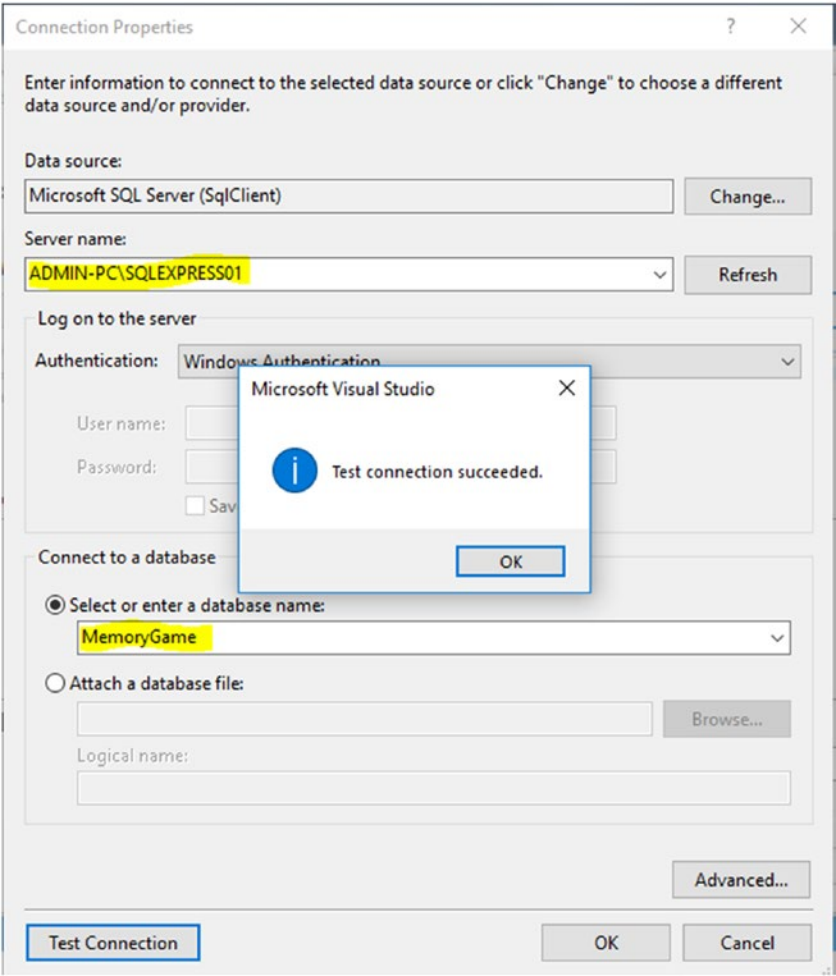 Connection Properties
?
Enter information to connect to the selected data source or click "Change" to choose a different
data source and/or provider.
Data source:
Microsoft SQL Server (SqlClient)
Change...
Server name:
ADMIN-PC\SQLEXPRESS01
Refresh
Log on to the server
Authentication:
Windows Authentication
Microsoft Visual Studio
User name:
Test connection succeeded.
Password:
Sav
OK
Connect to a database
Select or enter a database name:
MemoryGame
Attach a database file:
Browse...
Logical name:
Advanced...
Test Connection
OK
Cancel